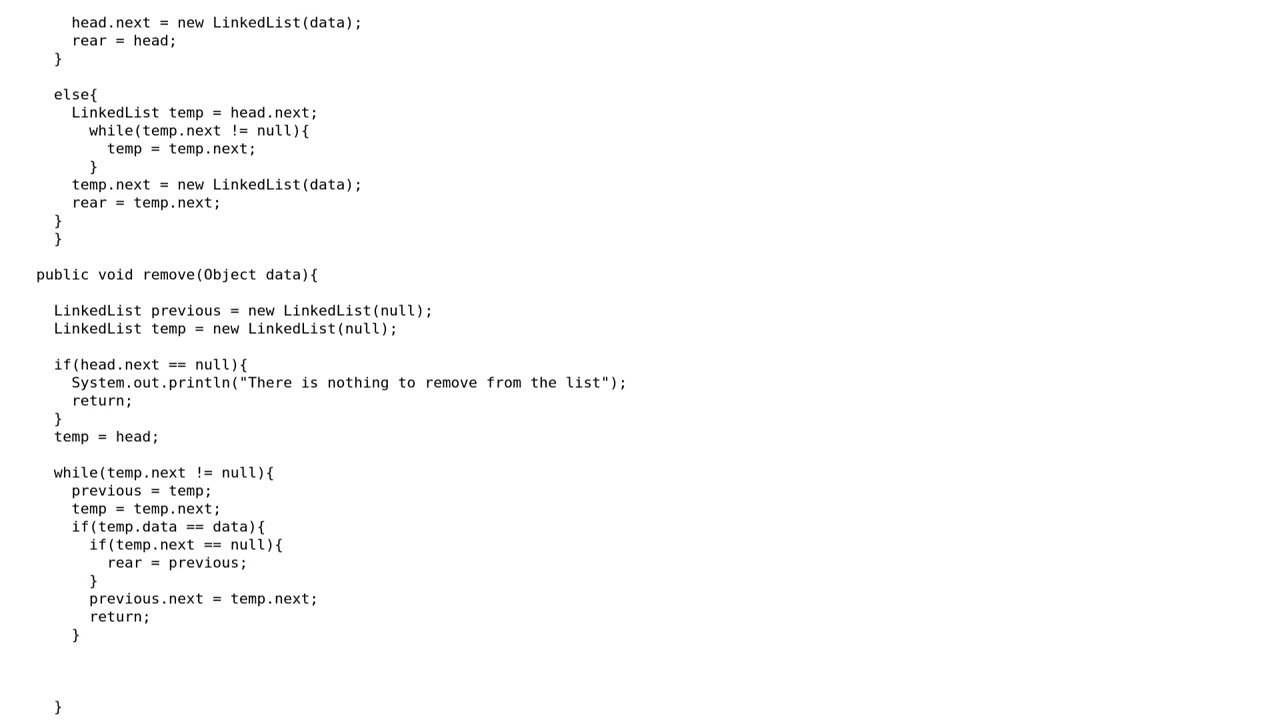 head.next = new LinkedList(data);
rear = head;
}
else{
LinkedList temp = head.next;
while(temp.next != null){
temp = temp.next;
}
temp.next = new LinkedList(data);
rear = temp.next;
}
}
public void remove(Object data){
LinkedList previous = new LinkedList(null);
LinkedList temp = new LinkedList(null);
if(head.next == null){
System.out.println("There is nothing to remove from the list");
return;
}
temp = head;
while(temp.next != null){
previous = temp;
temp = temp.next;
if(temp.data == data){
if(temp.next == null){
rear = previous;
}
previous.next = temp.next;
return;
}
}